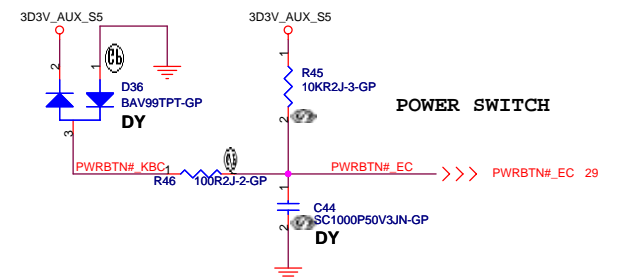 3D3V_AUX_S5
3D3V_AUX_S5
2
1
D36
BAV99TPT-GP
DY
3
1
R45
10KR2J-3-GP
2
POWER SWITCH
PWRBTN#_KBC
1
R46
100R2J-2-GP
PWRBTN#_EC
PWRBTN#_EC 29
1
C44
SC1000P50V3JN-GP
2
DY